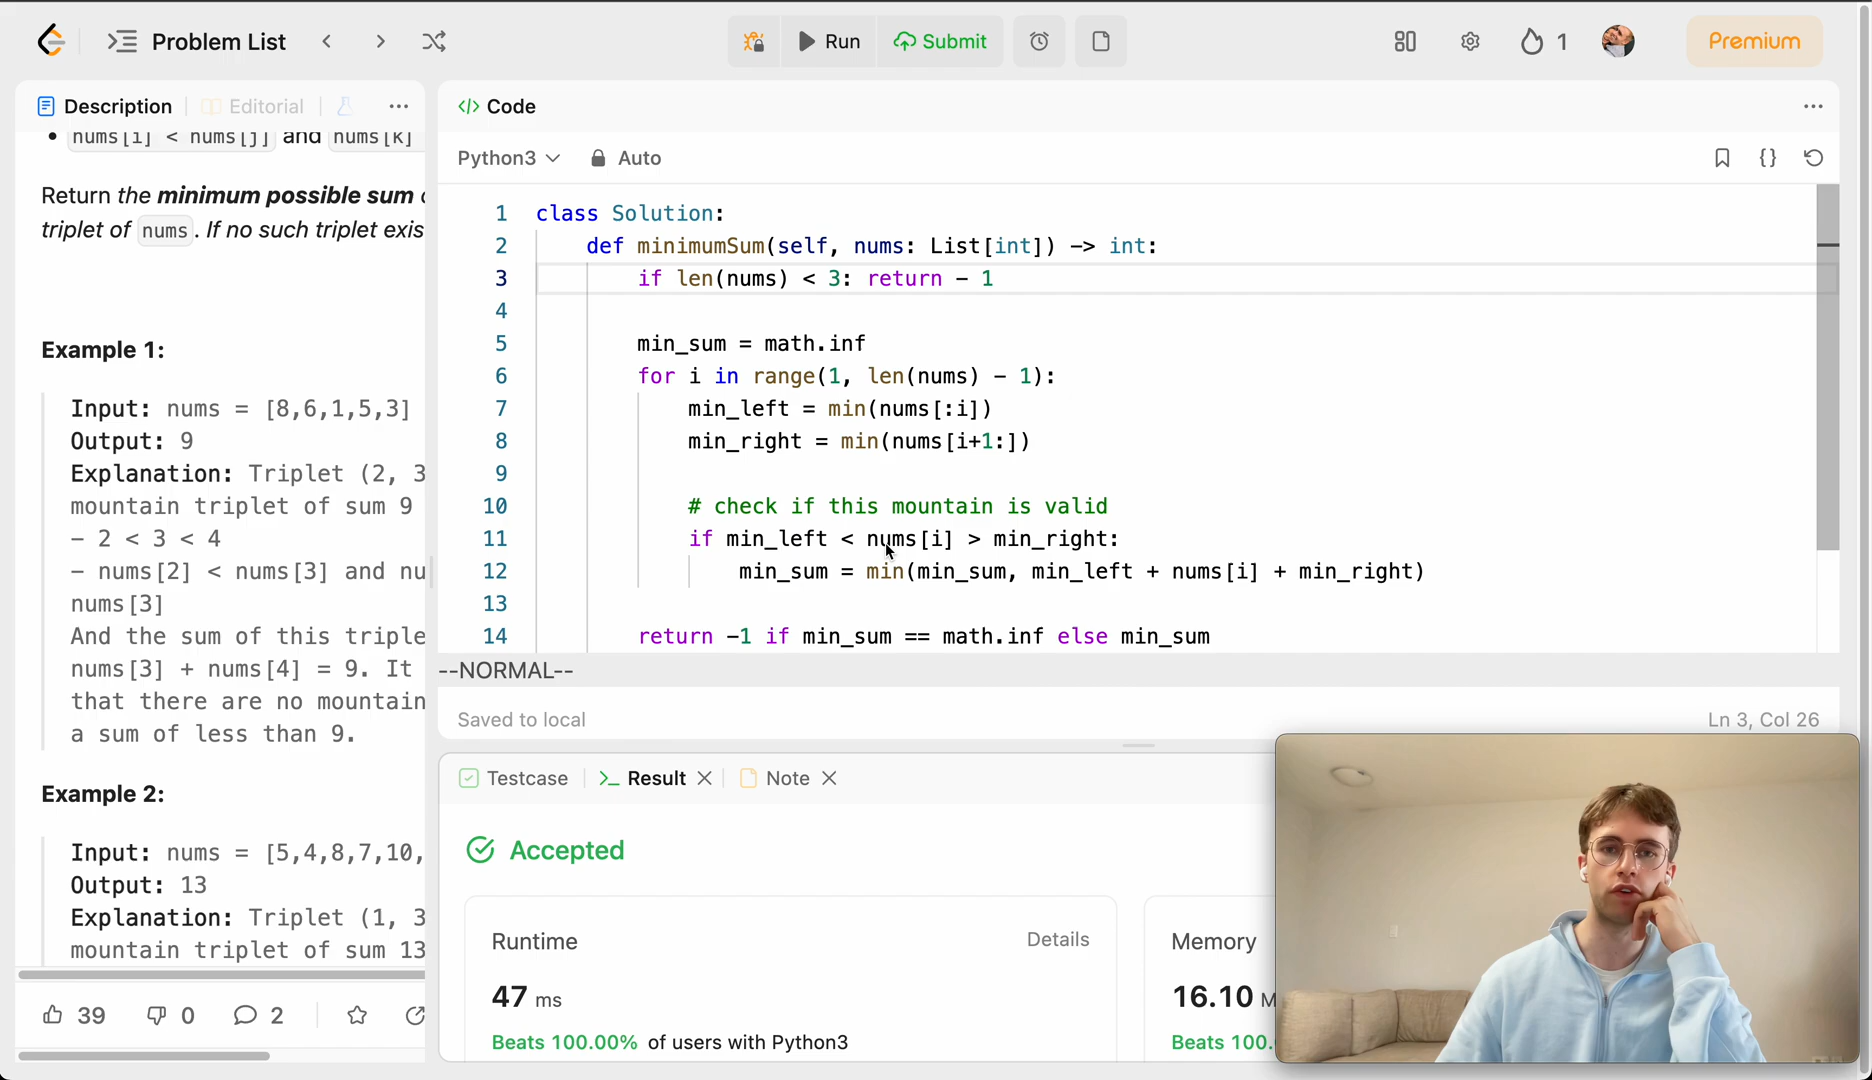 Problem List
Run
Submit
1
Premium
Description
Editorial
nums[i] < nums[j] and nums[k]
Return the minimum possible sum
triplet of nums. If no such triplet exis
Example 1:
Input: nums = [8,6,1,5,3]
Output: 9
Explanation: Triplet (2, 3
mountain triplet of sum 9
- 2 < 3 < 4
- nums[2] < nums[3] and nu
nums[3]
And the sum of this triple
nums[3] + nums[4] = 9. It
that there are no mountain
a sum of less than 9.
Example 2:
Input: nums = [5,4,8,7,10,
Output: 13
Explanation: Triplet (1, 3
mountain triplet of sum 13
39
0
2
</> Code
Python3
Auto
1 class Solution:
2 def minimumSum(self, nums: List[int]) -> int:
3 if len(nums) < 3: return - 1
4
5 min_sum = math.inf
6 for i in range(1, len(nums) - 1):
7 min_left = min(nums[:i])
8 min_right = min(nums[i+1:])
9
10 # check if this mountain is valid
11 if min_left < nums[i] > min_right:
12 min_sum = min(min_sum, min_left + nums[i] + min_right)
13
14 return -1 if min_sum == math.inf else min_sum
--NORMAL--
Saved to local
Ln 3, Col 26
Testcase
Result
Note
Accepted
Runtime
Details
47 ms
Beats 100.00% of users with Python3
Memory
16.10 M
Beats 100.